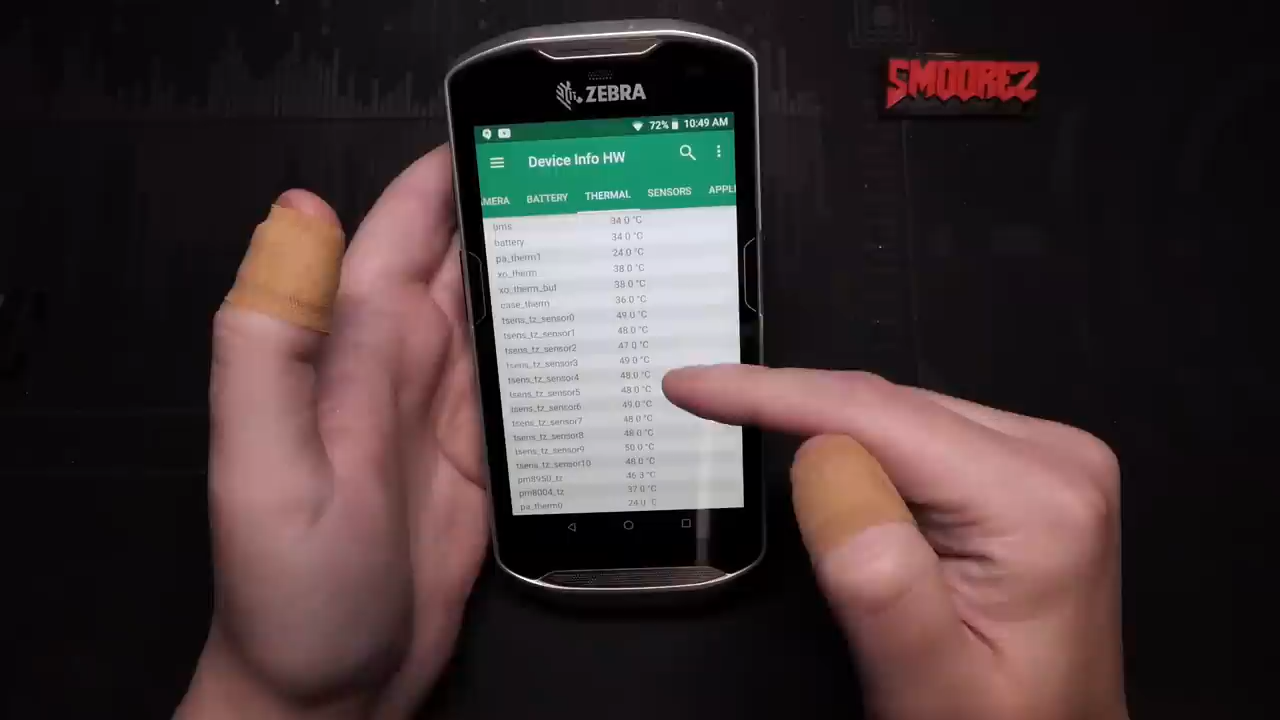 SMOOREZ
ZEBRA
72% 10:49 AM
Device Info HW
AMERA BATTERY THERMAL SENSORS APPL
bms 34.0 °C
battery 34.0 °C
pa_therm1 24.0 °C
xo_therm 38.0 °C
xo_therm_buf 38.0 °C
case_therm 36.0 °C
tsens_tz_sensor0 49.0 °C
tsens_tz_sensor1 48.0 °C
tsens_tz_sensor2 47.0 °C
tsens_tz_sensor3 49.0 °C
tsens_tz_sensor4 48.0 °C
tsens_tz_sensor5 48.0 °C
tsens_tz_sensor6 49.0 °C
tsens_tz_sensor7 48.0 °C
tsens_tz_sensor8 48.0 °C
tsens_tz_sensor9 50.0 °C
tsens_tz_sensor10 48.0 °C
pm8950_tz 46.3 °C
pm8004_tz 37.0 °C
pa_therm0 24.0 °C